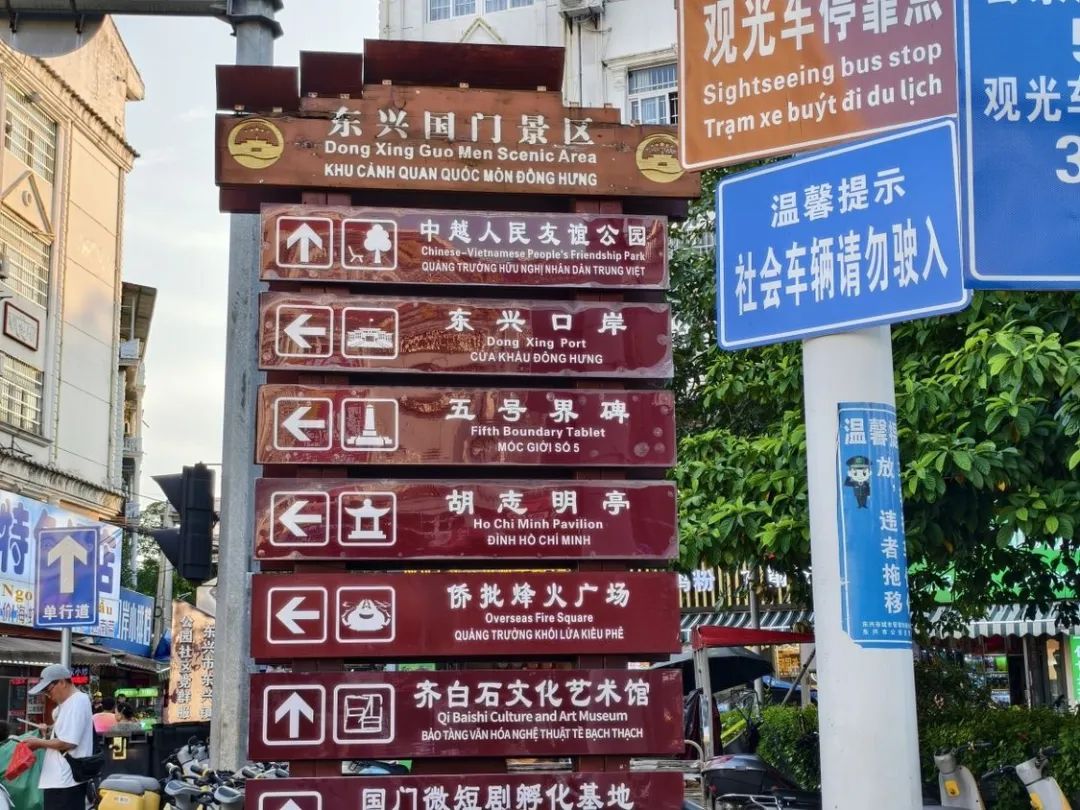 东兴国门景区
Dong Xing Guo Men Scenic Area
KHU CẢNH QUAN QUỐC MÔN ĐÔNG HƯNG
中越人民友谊公园
Chinese-Vietnamese People's Friendship Park
QUẢNG TRƯỜNG HỮU NGHỊ NHÂN DÂN TRUNG VIỆT
东兴口岸
Dong Xing Port
CỬA KHẨU ĐÔNG HƯNG
五号界碑
Fifth Boundary Tablet
MỐC GIỚI SỐ 5
胡志明亭
Ho Chi Minh Pavilion
ĐÌNH HỒ CHÍ MINH
侨批烽火广场
Overseas Fire Square
QUẢNG TRƯỜNG KHÓI LỬA KIỀU PHÊ
齐白石文化艺术馆
Qi Baishi Culture and Art Museum
BẢO TÀNG VĂN HÓA NGHỆ THUẬT TỀ BẠCH THẠCH
国门微短剧孵化基地
观光车停靠点
Sightseeing bus stop
Trạm xe buýt đi du lịch
观光车
温馨提示
社会车辆请勿驶入
温馨
放
违者拖移
单行道
特
店